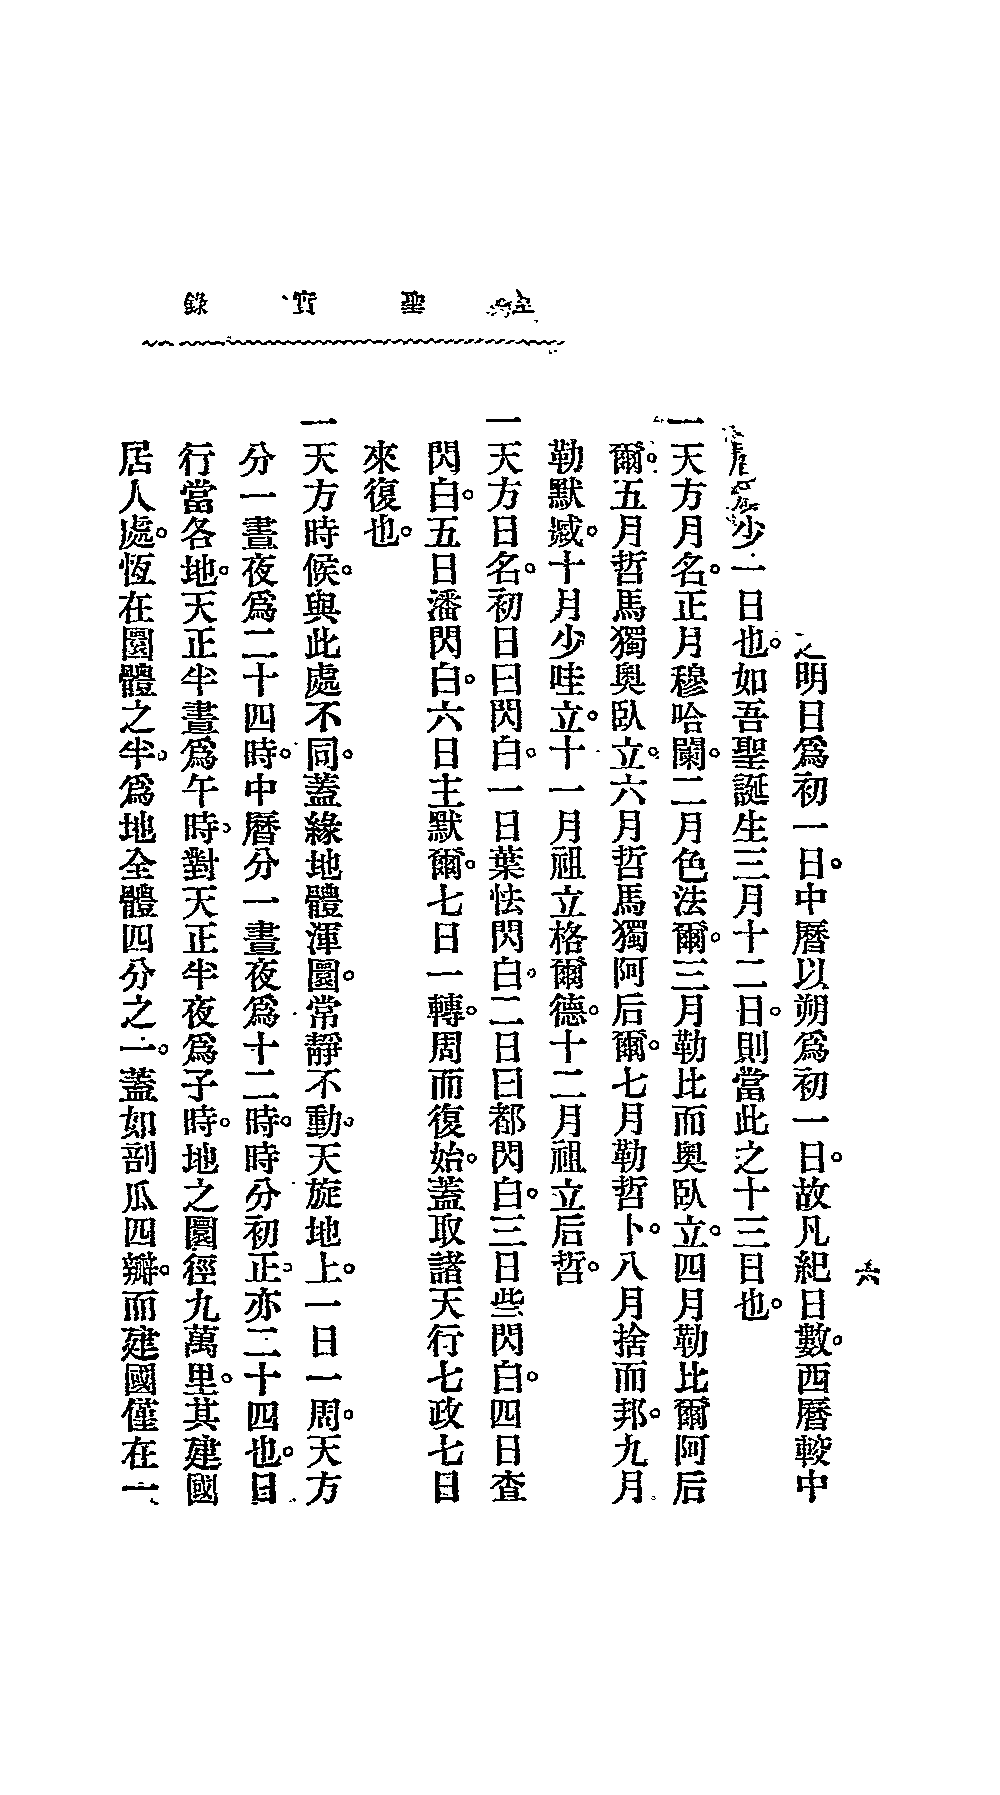 至聖實錄
六
之明日爲初一日。中曆以朔爲初一日。故凡紀日數。西曆較中
少一日也。如吾聖誕生三月十二日。則當此之十三日也。
一天方月名。正月穆哈闌。二月色法爾。三月勒比而奧臥立。四月勒比爾阿后
爾。五月哲馬獨奧臥立。六月哲馬獨阿后爾。七月勒哲卜。八月捨而邦。九月
勒默臧。十月少哇立。十一月祖立格爾德。十二月祖立后哲。
一天方日名。初日曰閃白。一日葉怯閃白。二日曰都閃白。三日些閃白。四日查
閃白。五日潘閃白。六日主默爾。七日一轉。周而復始。蓋取諸天行七政七日
來復也。
一天方時候。與此處不同。蓋緣地體渾圜。常靜不動。天旋地上。一日一周。天方
分一晝夜爲二十四時。中曆分一晝夜爲十二時。時分初正。亦二十四也。日
行當各地。天正半晝爲午時。對天正半夜爲子時。地之圜徑九萬里。其建國
居人處。恆在圜體之半。爲地全體四分之一。蓋如剖瓜四瓣。而建國僅在一